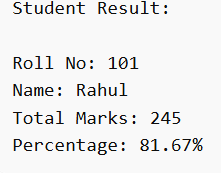 Student Result:
Roll No: 101
Name: Rahul
Total Marks: 245
Percentage: 81.67%